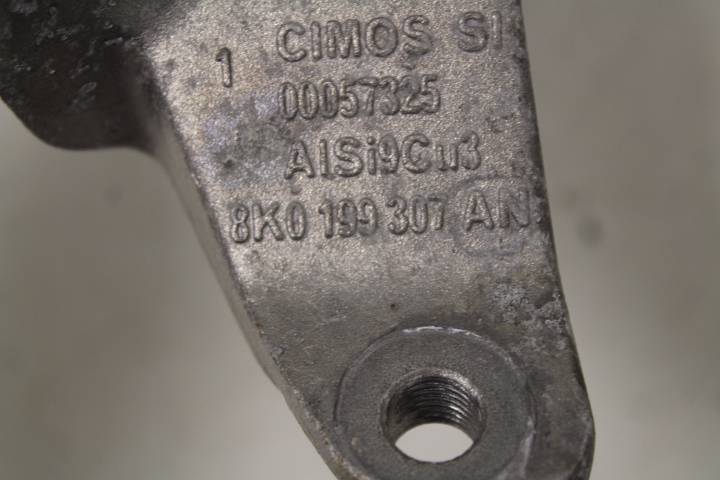 CIMOS SI
1
00057325
AlSi9Cu3
8K0 199 307 AN